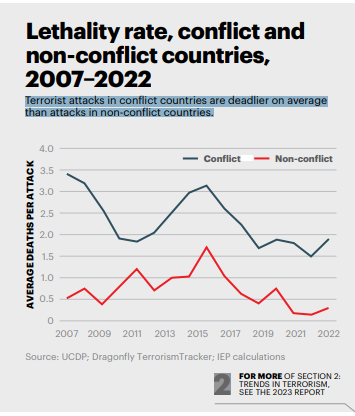 Lethality rate, conflict and
non-conflict countries,
2007–2022
Terrorist attacks in conflict countries are deadlier on average
than attacks in non-conflict countries.
AVERAGE DEATHS PER ATTACK
4.0
3.5
3.0
2.5
2.0
1.5
1.0
0.5
0
Conflict
Non-conflict
2007 2009 2011 2013 2015 2017 2019 2021 2022
Source: UCDP; Dragonfly TerrorismTracker; IEP calculations
2
FOR MORE OF SECTION 2:
TRENDS IN TERRORISM,
SEE THE 2023 REPORT